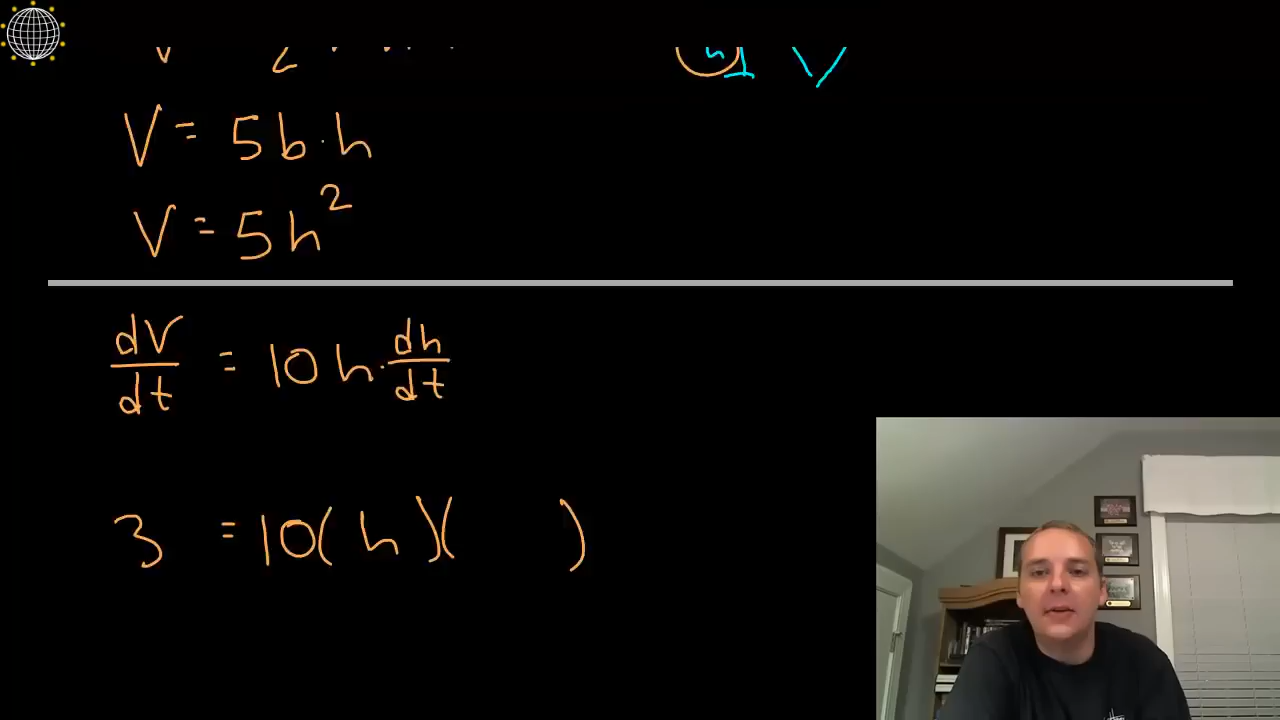 V = 5b·h
V = 5h²
dV/dt = 10h·dh/dt
3 = 10(h)( )